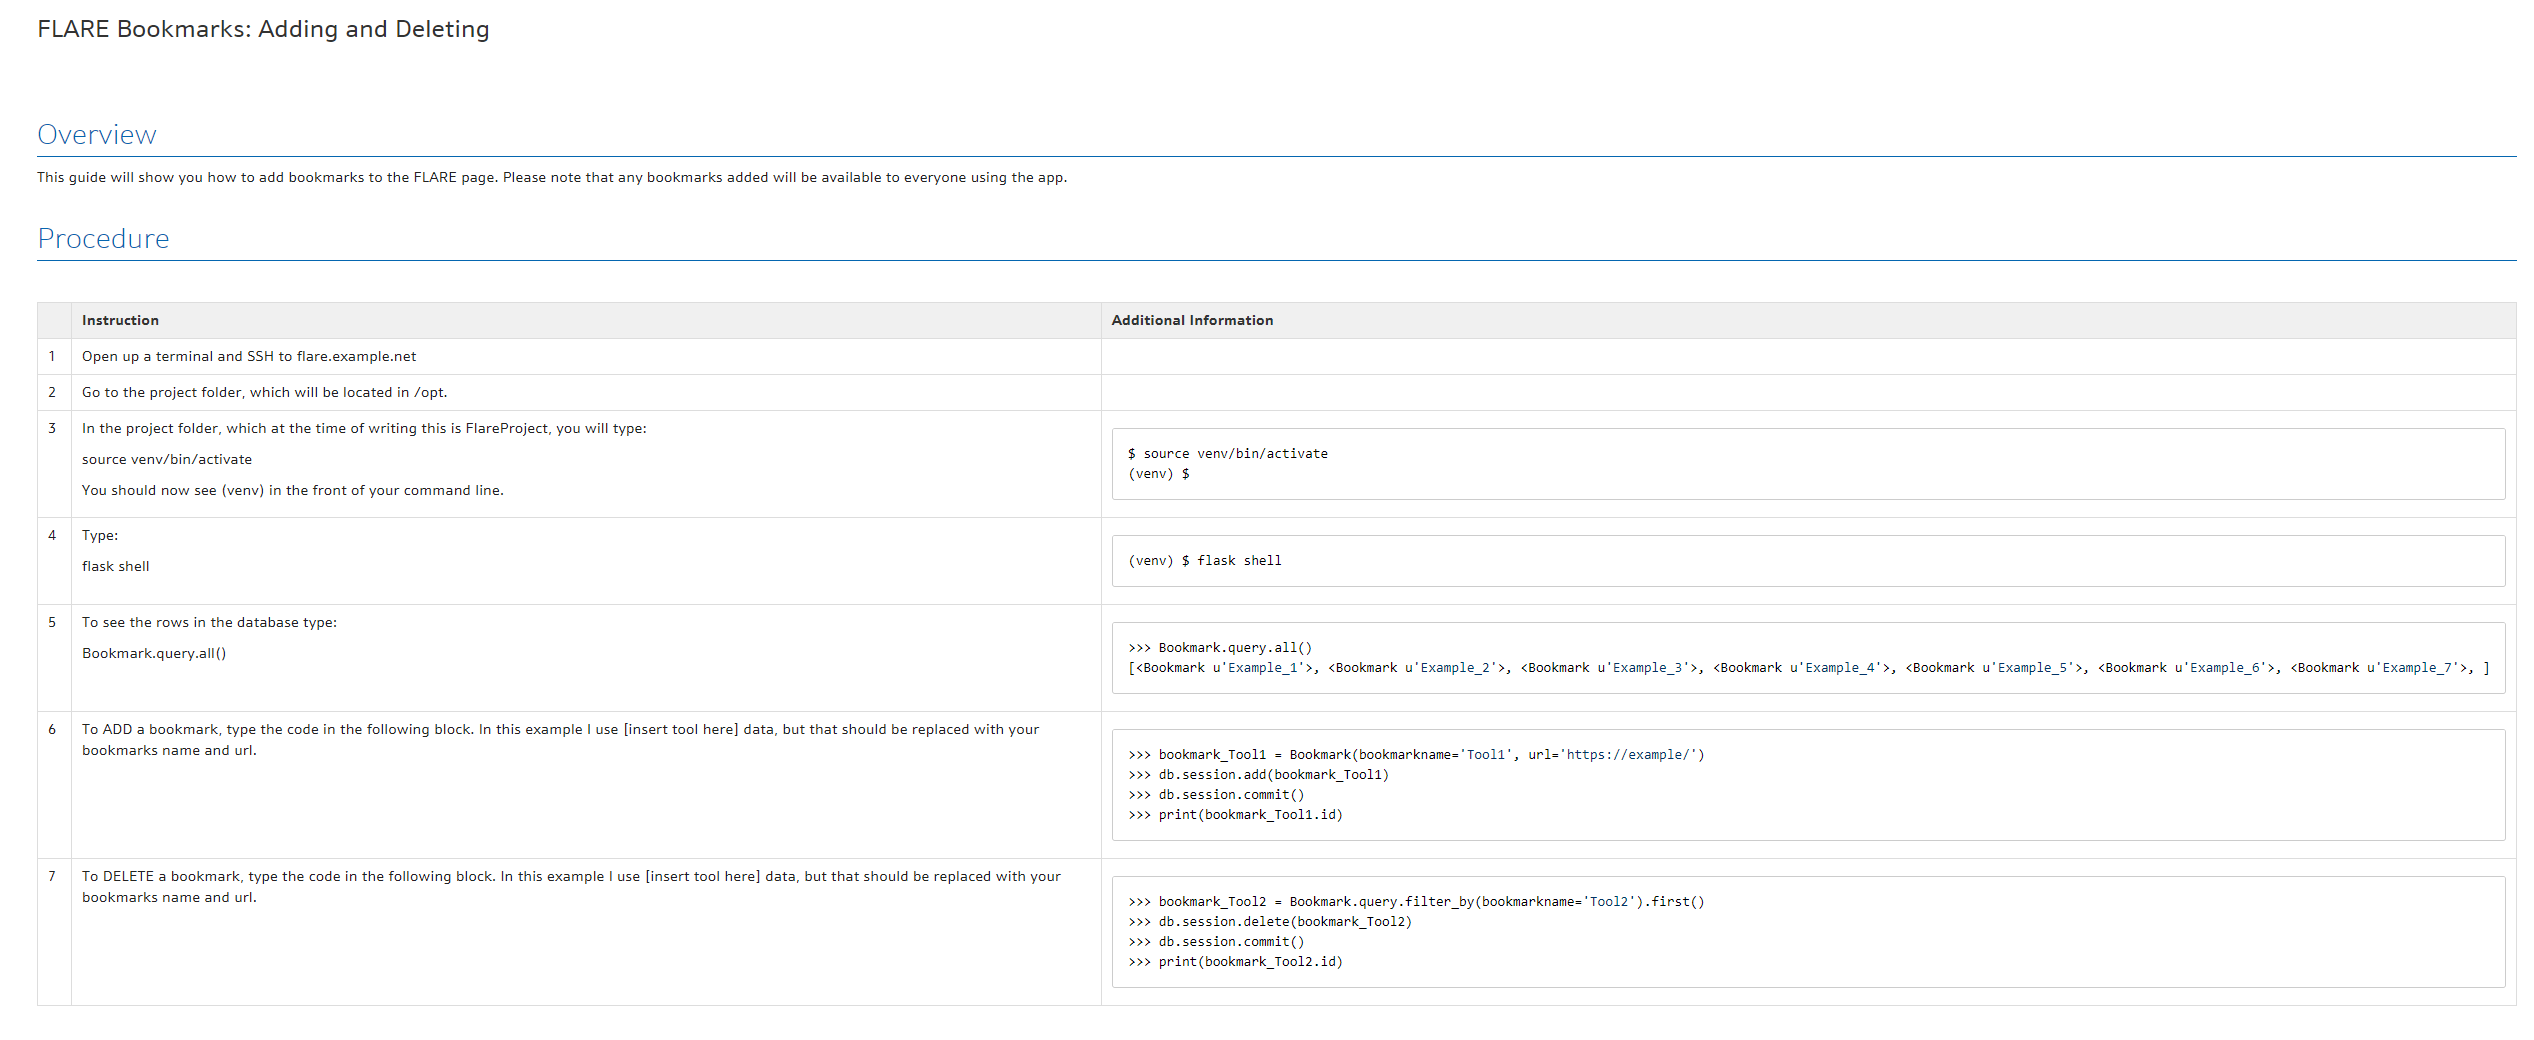 FLARE Bookmarks: Adding and Deleting
Overview
This guide will show you how to add bookmarks to the FLARE page. Please note that any bookmarks added will be available to everyone using the app.
Procedure
Instruction
Additional Information
1
Open up a terminal and SSH to flare.example.net
2
Go to the project folder, which will be located in /opt.
3
In the project folder, which at the time of writing this is FlareProject, you will type:
source venv/bin/activate
You should now see (venv) in the front of your command line.
$ source venv/bin/activate
(venv) $
4
Type:
flask shell
(venv) $ flask shell
5
To see the rows in the database type:
Bookmark.query.all()
>>> Bookmark.query.all()
[<Bookmark u'Example_1'>, <Bookmark u'Example_2'>, <Bookmark u'Example_3'>, <Bookmark u'Example_4'>, <Bookmark u'Example_5'>, <Bookmark u'Example_6'>, <Bookmark u'Example_7'>, ]
6
To ADD a bookmark, type the code in the following block. In this example I use [insert tool here] data, but that should be replaced with your
bookmarks name and url.
>>> bookmark_Tool1 = Bookmark(bookmarkname='Tool1', url='https://example/')
>>> db.session.add(bookmark_Tool1)
>>> db.session.commit()
>>> print(bookmark_Tool1.id)
7
To DELETE a bookmark, type the code in the following block. In this example I use [insert tool here] data, but that should be replaced with your
bookmarks name and url.
>>> bookmark_Tool2 = Bookmark.query.filter_by(bookmarkname='Tool2').first()
>>> db.session.delete(bookmark_Tool2)
>>> db.session.commit()
>>> print(bookmark_Tool2.id)